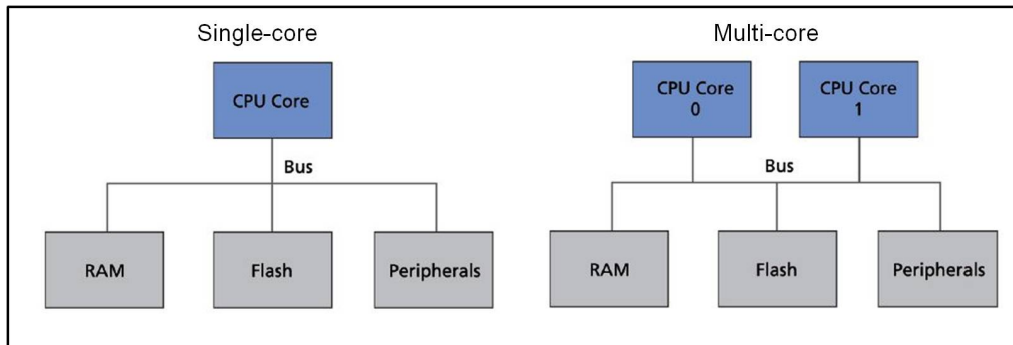 Single-core
CPU Core
Bus
RAM
Flash
Peripherals
Multi-core
CPU Core
0
CPU Core
1
Bus
RAM
Flash
Peripherals